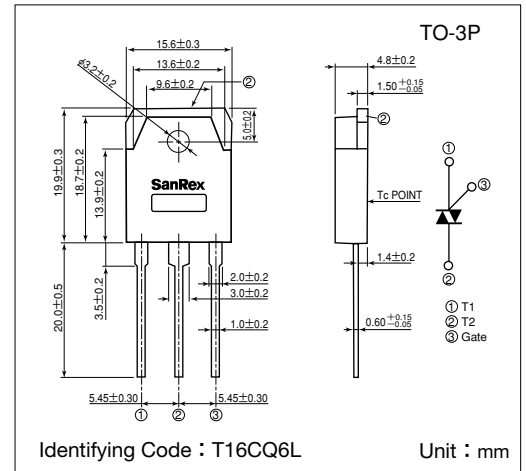 TO-3P
15.6±0.3
13.6±0.2
9.6±0.2
②
φ3.2±0.2
5.0±0.2
19.9±0.3
18.7±0.2
13.9±0.2
SanRex
20.0±0.5
3.5±0.2
2.0±0.2
3.0±0.2
1.0±0.2
5.45±0.30
5.45±0.30
① ② ③
4.8±0.2
1.50 +0.15 -0.05
②
Tc POINT
1.4±0.2
0.60 +0.15 -0.05
①
③
②
① T1
② T2
③ Gate
Identifying Code：T16CQ6L
Unit：mm